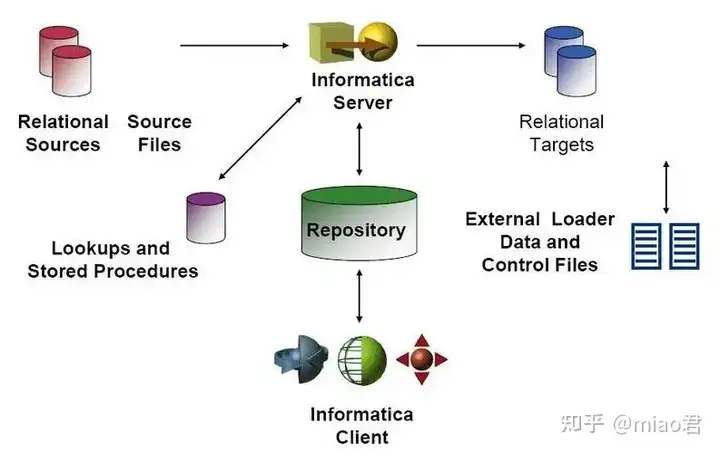 Informatica
Server
Relational Source
Sources Files
Relational
Targets
Lookups and
Stored Procedures
Repository
External Loader
Data and
Control Files
Informatica
Client
知乎 @miao君